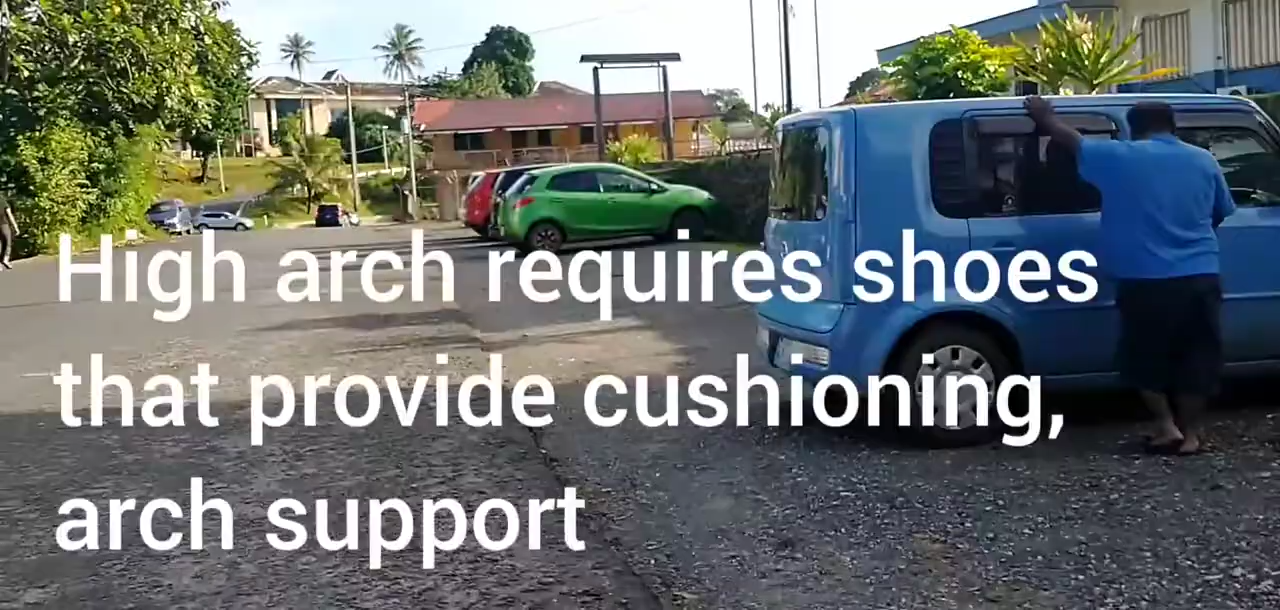 High arch requires shoes
that provide cushioning,
arch support